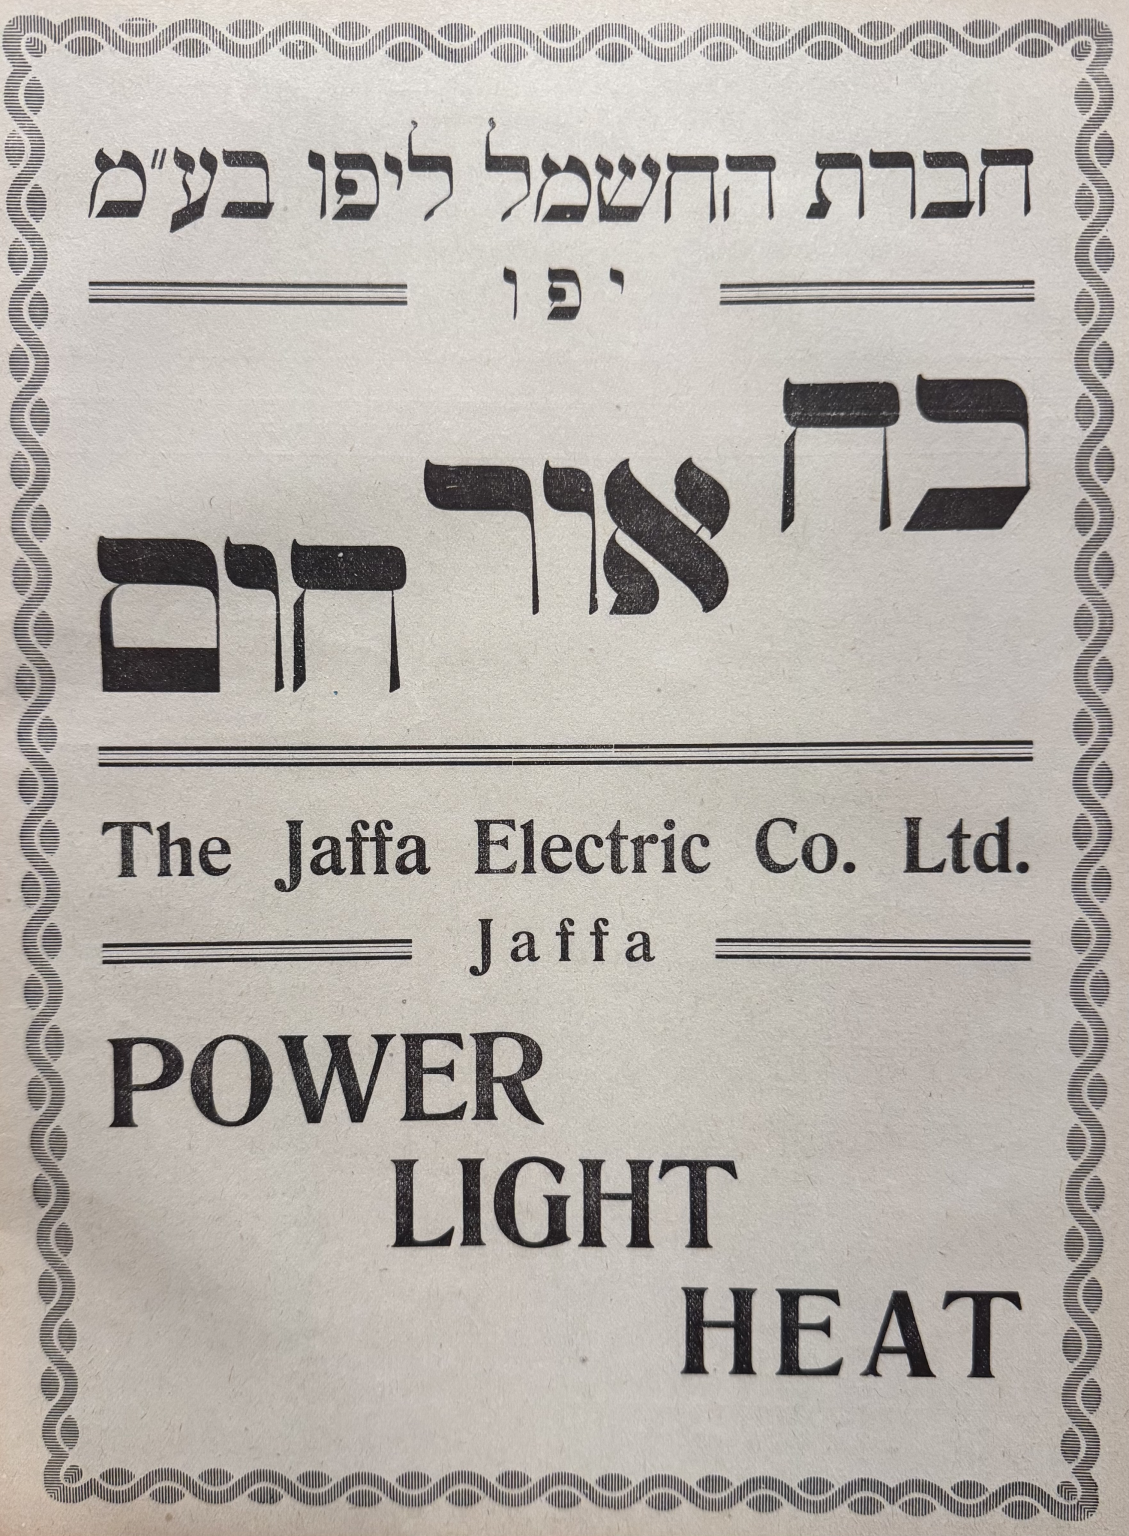 חברת החשמל ליפו בע״מ
יפו
כח
אור
חום
The Jaffa Electric Co. Ltd.
Jaffa
POWER
LIGHT
HEAT